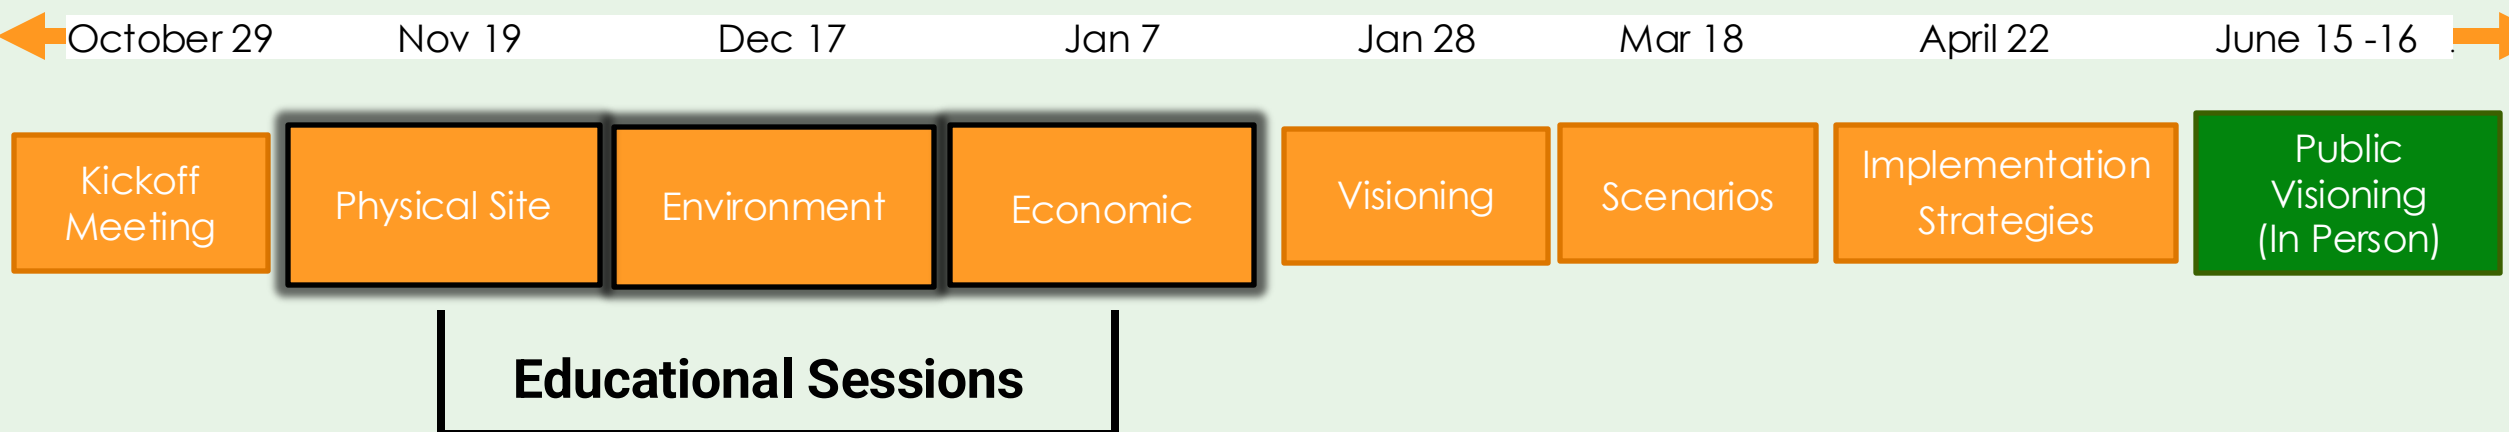 October 29 Nov 19 Dec 17 Jan 7 Jan 28 Mar 18 April 22 June 15 -16 .
Kickoff
Meeting
Physical Site
Environment
Economic
Visioning
Scenarios
Implementation
Strategies
Public
Visioning
(In Person)
Educational Sessions